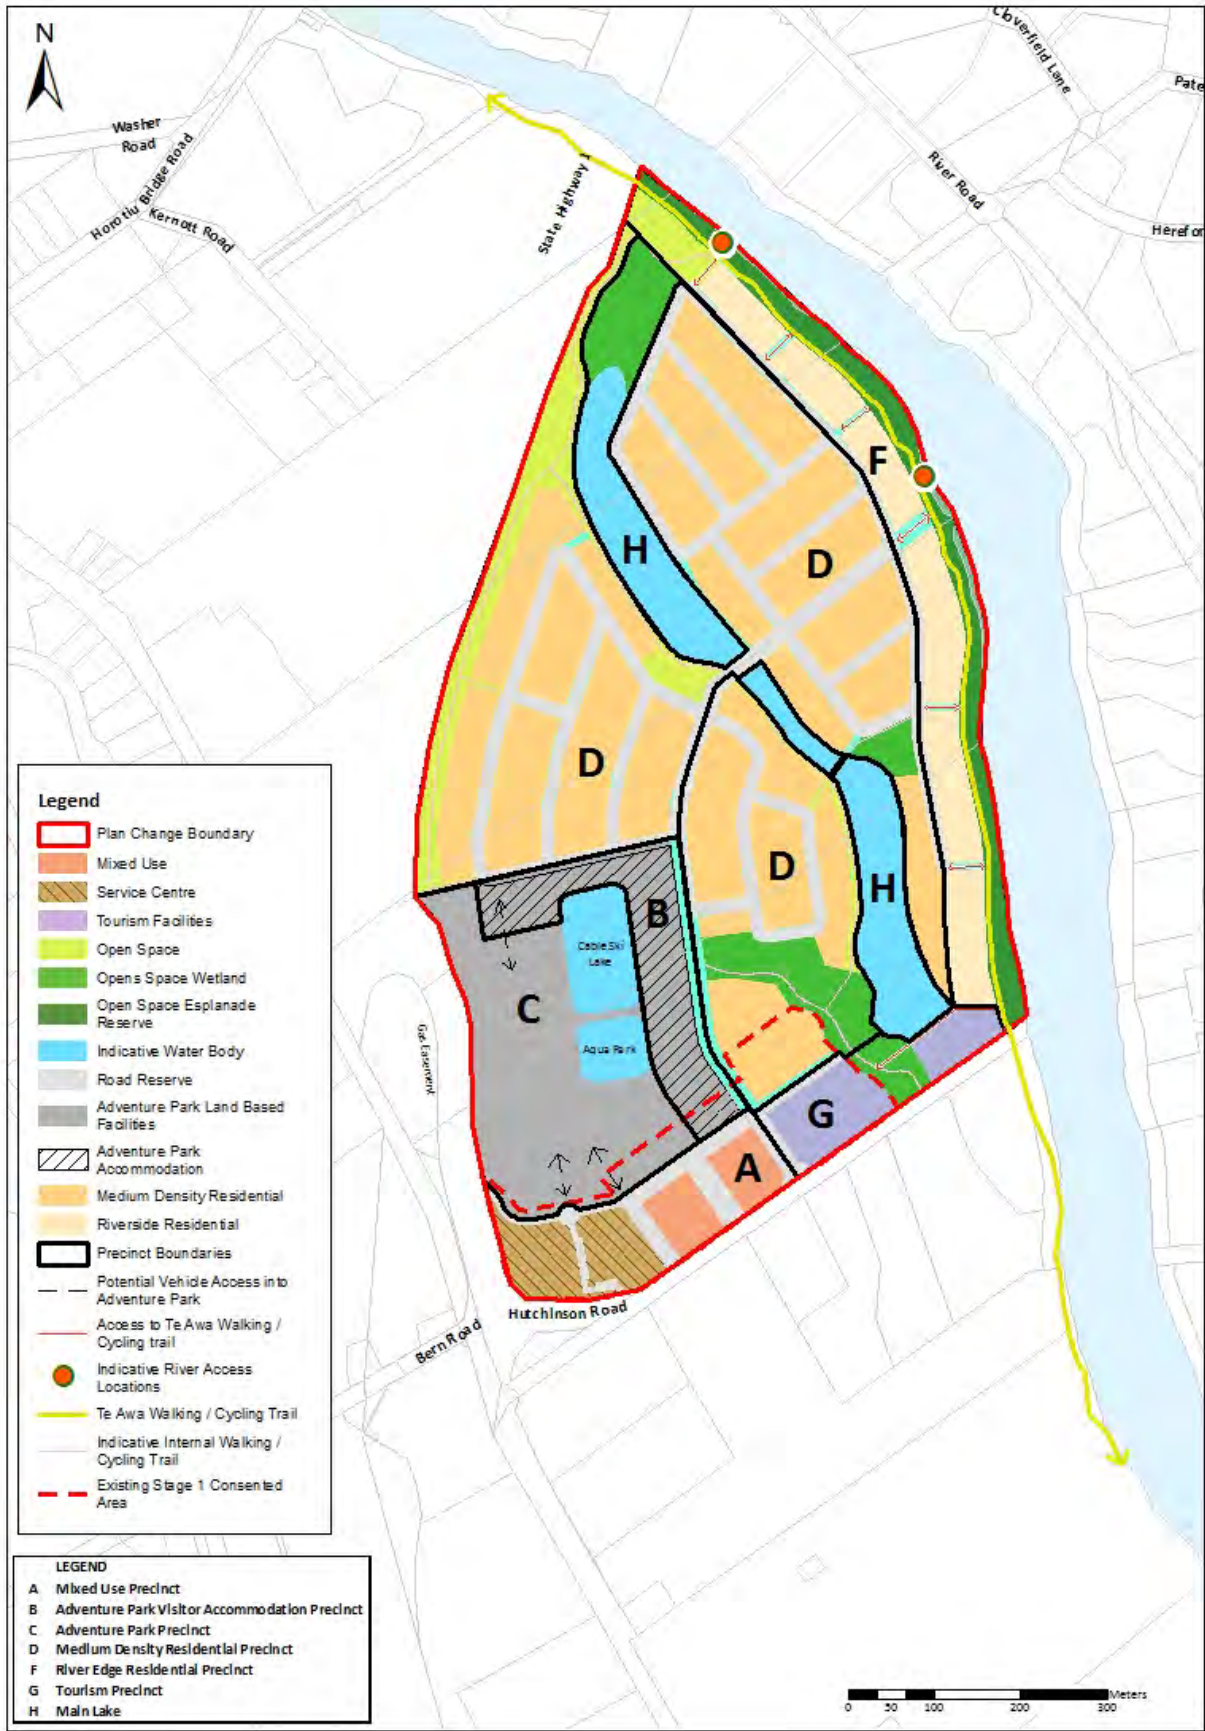 N
Cloverfield Lane
Pate
Washer
Road
Horotiu Bridge Road
Kernott Road
State Highway 1
River Road
Herefor
F
H
D
D
D
H
B
Cable Ski
Lake
C
Aqua Park
Gas Easement
G
A
Hutchinson Road
Bern Road
Legend
Plan Change Boundary
Mixed Use
Service Centre
Tourism Facilities
Open Space
Opens Space Wetland
Open Space Esplanade
Reserve
Indicative Water Body
Road Reserve
Adventure Park Land Based
Facilities
Adventure Park
Accommodation
Medium Density Residential
Riverside Residential
Precinct Boundaries
Potential Vehicle Access into
Adventure Park
Access to Te Awa Walking /
Cycling trail
Indicative River Access
Locations
Te Awa Walking / Cycling Trail
Indicative Internal Walking /
Cycling Trail
Existing Stage 1 Consented
Area
LEGEND
A Mixed Use Precinct
B Adventure Park Visitor Accommodation Precinct
C Adventure Park Precinct
D Medium Density Residential Precinct
F River Edge Residential Precinct
G Tourism Precinct
H Main Lake
Meters
0 50 100 200 300